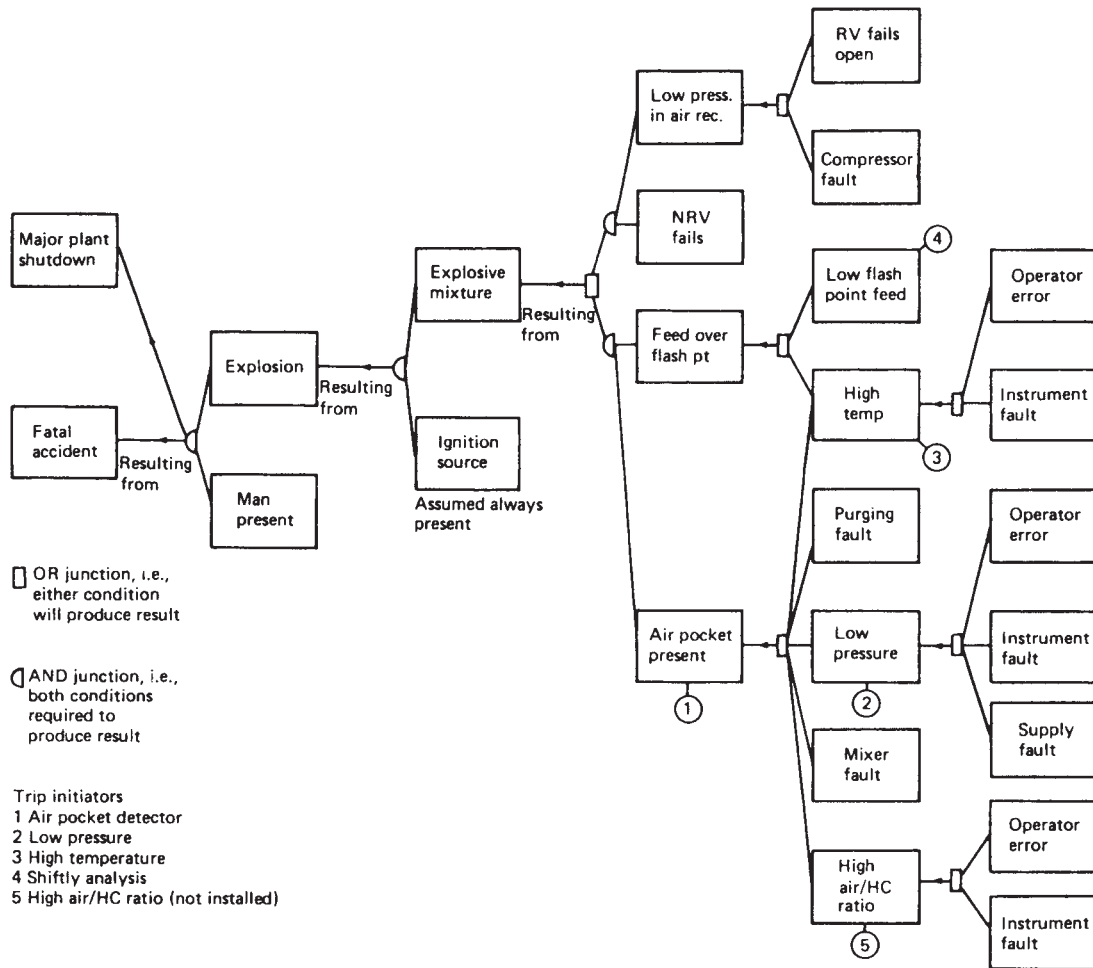 RV fails
open
Low press.
in air rec.
Compressor
fault
Major plant
shutdown
NRV
fails
4
Explosive
mixture
Low flash
point feed
Operator
error
Resulting
from
Explosion
Feed over
flash pt
Resulting
from
High
temp
Instrument
fault
Fatal
accident
Resulting
from
Ignition
source
3
Man
present
Assumed always
present
Purging
fault
Operator
error
OR junction, i.e.,
either condition
will produce result
Air pocket
present
Low
pressure
Instrument
fault
AND junction, i.e.,
both conditions
required to
produce result
1
2
Mixer
fault
Supply
fault
Trip initiators
1 Air pocket detector
2 Low pressure
3 High temperature
4 Shiftly analysis
5 High air/HC ratio (not installed)
Operator
error
High
air/HC
ratio
Instrument
fault
5